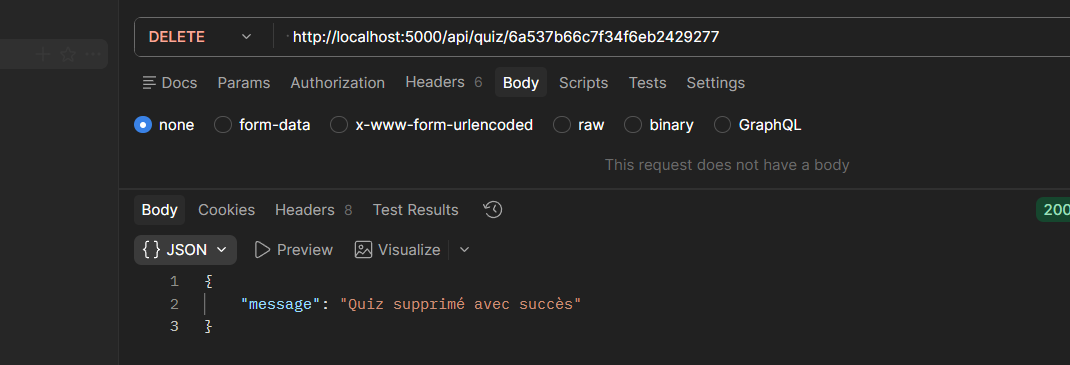 DELETE http://localhost:5000/api/quiz/6a537b66c7f34f6eb2429277
Docs Params Authorization Headers 6 Body Scripts Tests Settings
none form-data x-www-form-urlencoded raw binary GraphQL
This request does not have a body
Body Cookies Headers 8 Test Results 200
{} JSON Preview Visualize
1 {
2 "message": "Quiz supprimé avec succès"
3 }